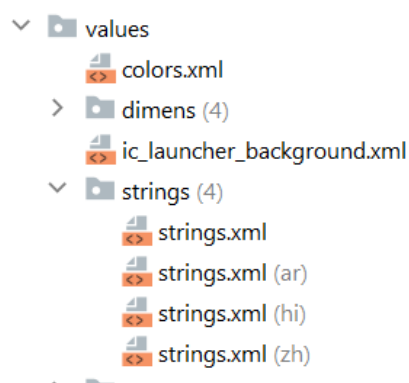 values
colors.xml
dimens (4)
ic_launcher_background.xml
strings (4)
strings.xml
strings.xml (ar)
strings.xml (hi)
strings.xml (zh)